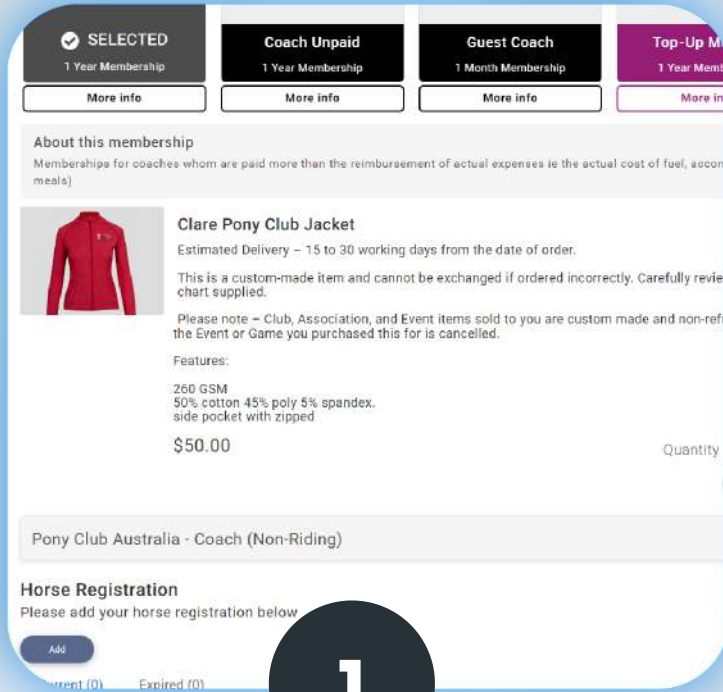 SELECTED
1 Year Membership
More info
Coach Unpaid
1 Year Membership
More info
Guest Coach
1 Month Membership
More info
Top-Up
1 Year
More
About this membership
Memberships for coaches whom are paid more than the reimbursement of actual expenses ie the actual cost of fuel,
meals)
Clare Pony Club Jacket
Estimated Delivery – 15 to 30 working days from the date of order.
This is a custom-made item and cannot be exchanged if ordered incorrectly. Carefully
chart supplied.
Please note – Club, Association, and Event items sold to you are custom made and
the Event or Game you purchased this for is cancelled.
Features:
260 GSM
50% cotton 45% poly 5% spandex.
side pocket with zipped
$50.00
Quantity
Pony Club Australia - Coach (Non-Riding)
Horse Registration
Please add your horse registration below
Add
(0)
Expired (0)
1